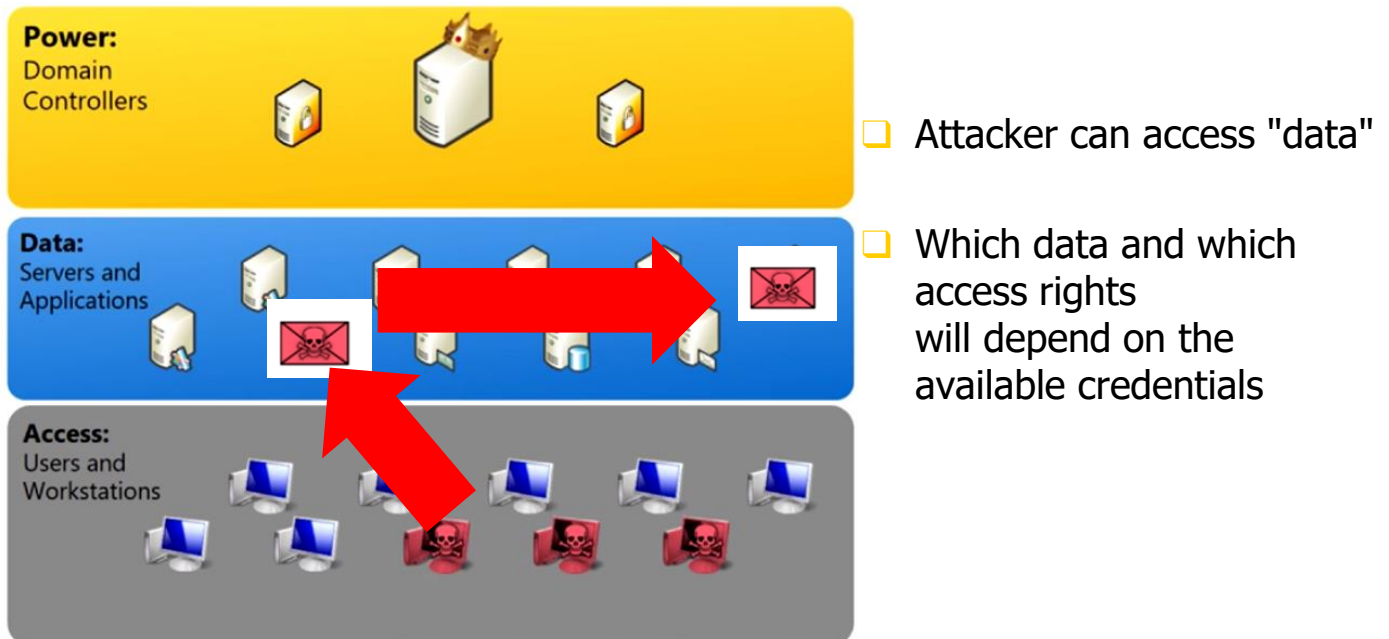 Power:
Domain
Controllers
Data:
Servers and
Applications
Access:
Users and
Workstations
Attacker can access "data"
Which data and which
access rights
will depend on the
available credentials